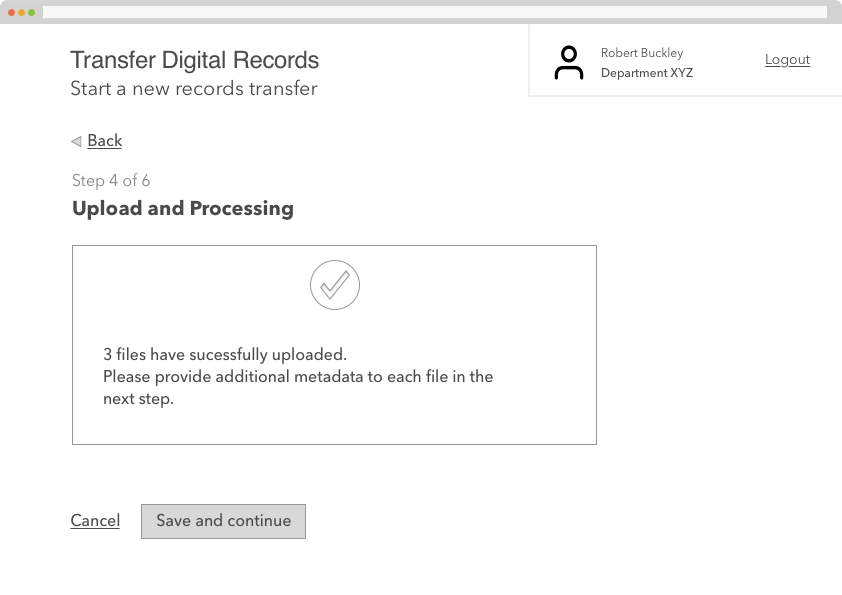 Transfer Digital Records
Start a new records transfer
Robert Buckley
Department XYZ
Logout
Back
Step 4 of 6
Upload and Processing
3 files have sucessfully uploaded.
Please provide additional metadata to each file in the
next step.
Cancel
Save and continue